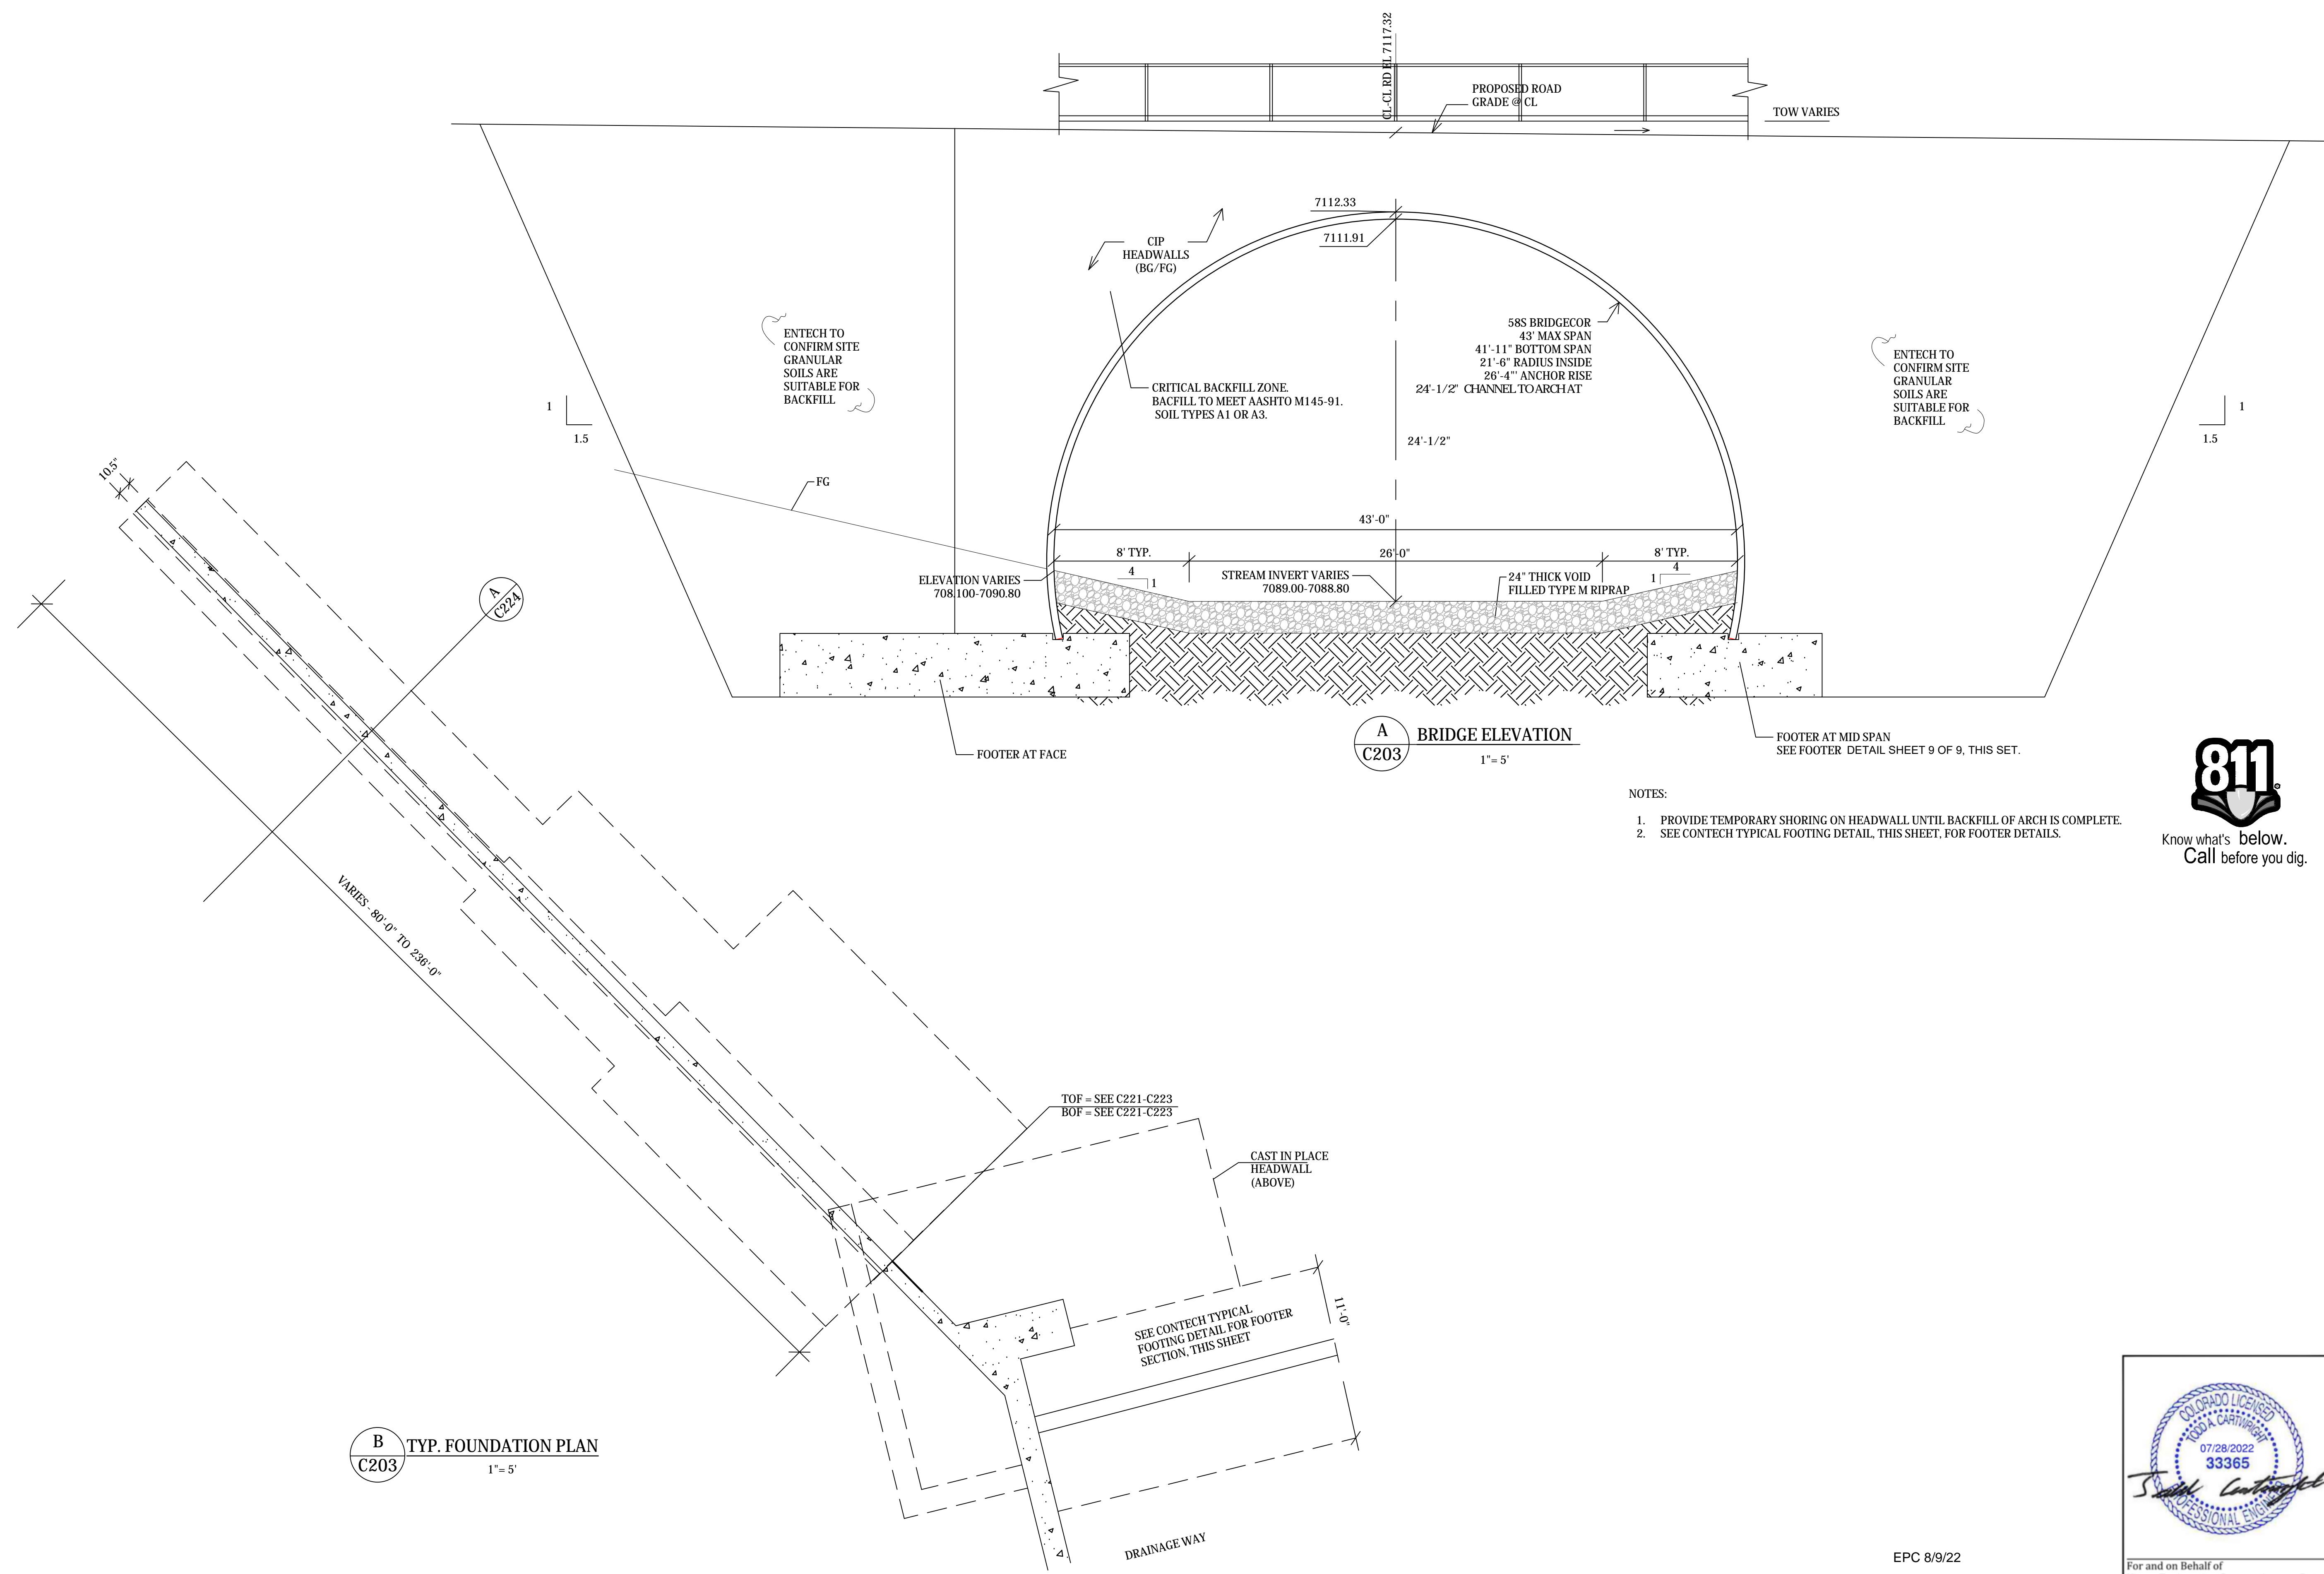 CL-CL RD EL 7117.32
PROPOSED ROAD
GRADE @ CL
TOW VARIES
7112.33
7111.91
CIP
HEADWALLS
(BG/FG)
ENTECH TO
CONFIRM SITE
GRANULAR
SOILS ARE
SUITABLE FOR
BACKFILL
58S BRIDGECOR
43' MAX SPAN
41'-11" BOTTOM SPAN
21'-6" RADIUS INSIDE
26'-4"' ANCHOR RISE
24'-1/2" CHANNEL TO ARCH AT
ENTECH TO
CONFIRM SITE
GRANULAR
SOILS ARE
SUITABLE FOR
BACKFILL
CRITICAL BACKFILL ZONE.
BACFILL TO MEET AASHTO M145-91.
SOIL TYPES A1 OR A3.
1
1.5
1
1.5
24'-1/2"
10.5"
FG
43'-0"
8' TYP.
26'-0"
8' TYP.
4
1
4
1
ELEVATION VARIES
708.100-7090.80
STREAM INVERT VARIES
7089.00-7088.80
24" THICK VOID
FILLED TYPE M RIPRAP
A
C224
FOOTER AT FACE
A
C203
BRIDGE ELEVATION
1"= 5'
FOOTER AT MID SPAN
SEE FOOTER DETAIL SHEET 9 OF 9, THIS SET.
NOTES:
1. PROVIDE TEMPORARY SHORING ON HEADWALL UNTIL BACKFILL OF ARCH IS COMPLETE.
2. SEE CONTECH TYPICAL FOOTING DETAIL, THIS SHEET, FOR FOOTER DETAILS.
811
Know what's below.
Call before you dig.
VARIES - 80'-0" TO 236'-0"
TOF = SEE C221-C223
BOF = SEE C221-C223
CAST IN PLACE
HEADWALL
(ABOVE)
SEE CONTECH TYPICAL
FOOTING DETAIL FOR FOOTER
SECTION, THIS SHEET
11'-0"
DRAINAGE WAY
B
C203
TYP. FOUNDATION PLAN
1"= 5'
EPC 8/9/22
COLORADO LICENSED
TODD A. CARTWRIGHT
07/28/2022
33365
PROFESSIONAL ENGINEER
Todd Cartwright
For and on Behalf of